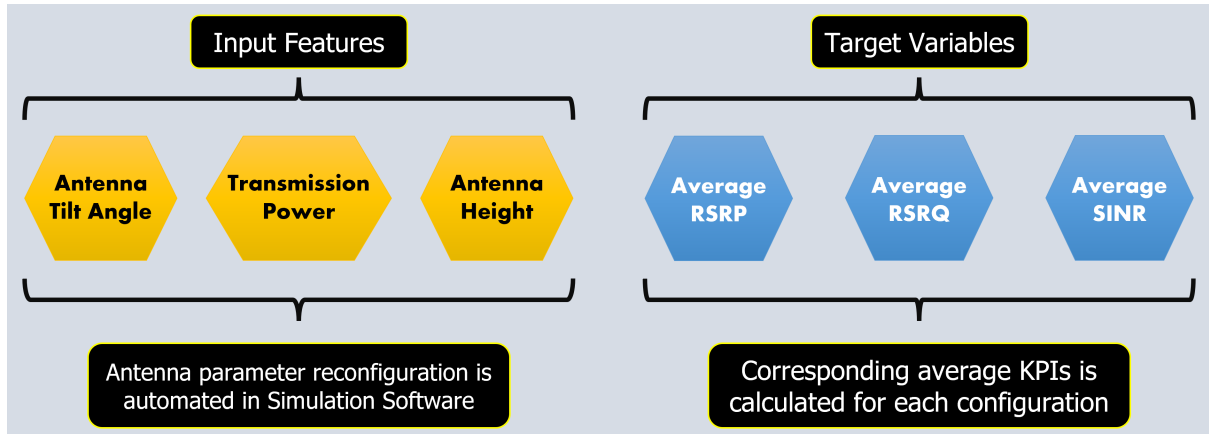 Input Features
Antenna
Tilt Angle
Transmission
Power
Antenna
Height
Antenna parameter reconfiguration is
automated in Simulation Software
Target Variables
Average
RSRP
Average
RSRQ
Average
SINR
Corresponding average KPIs is
calculated for each configuration